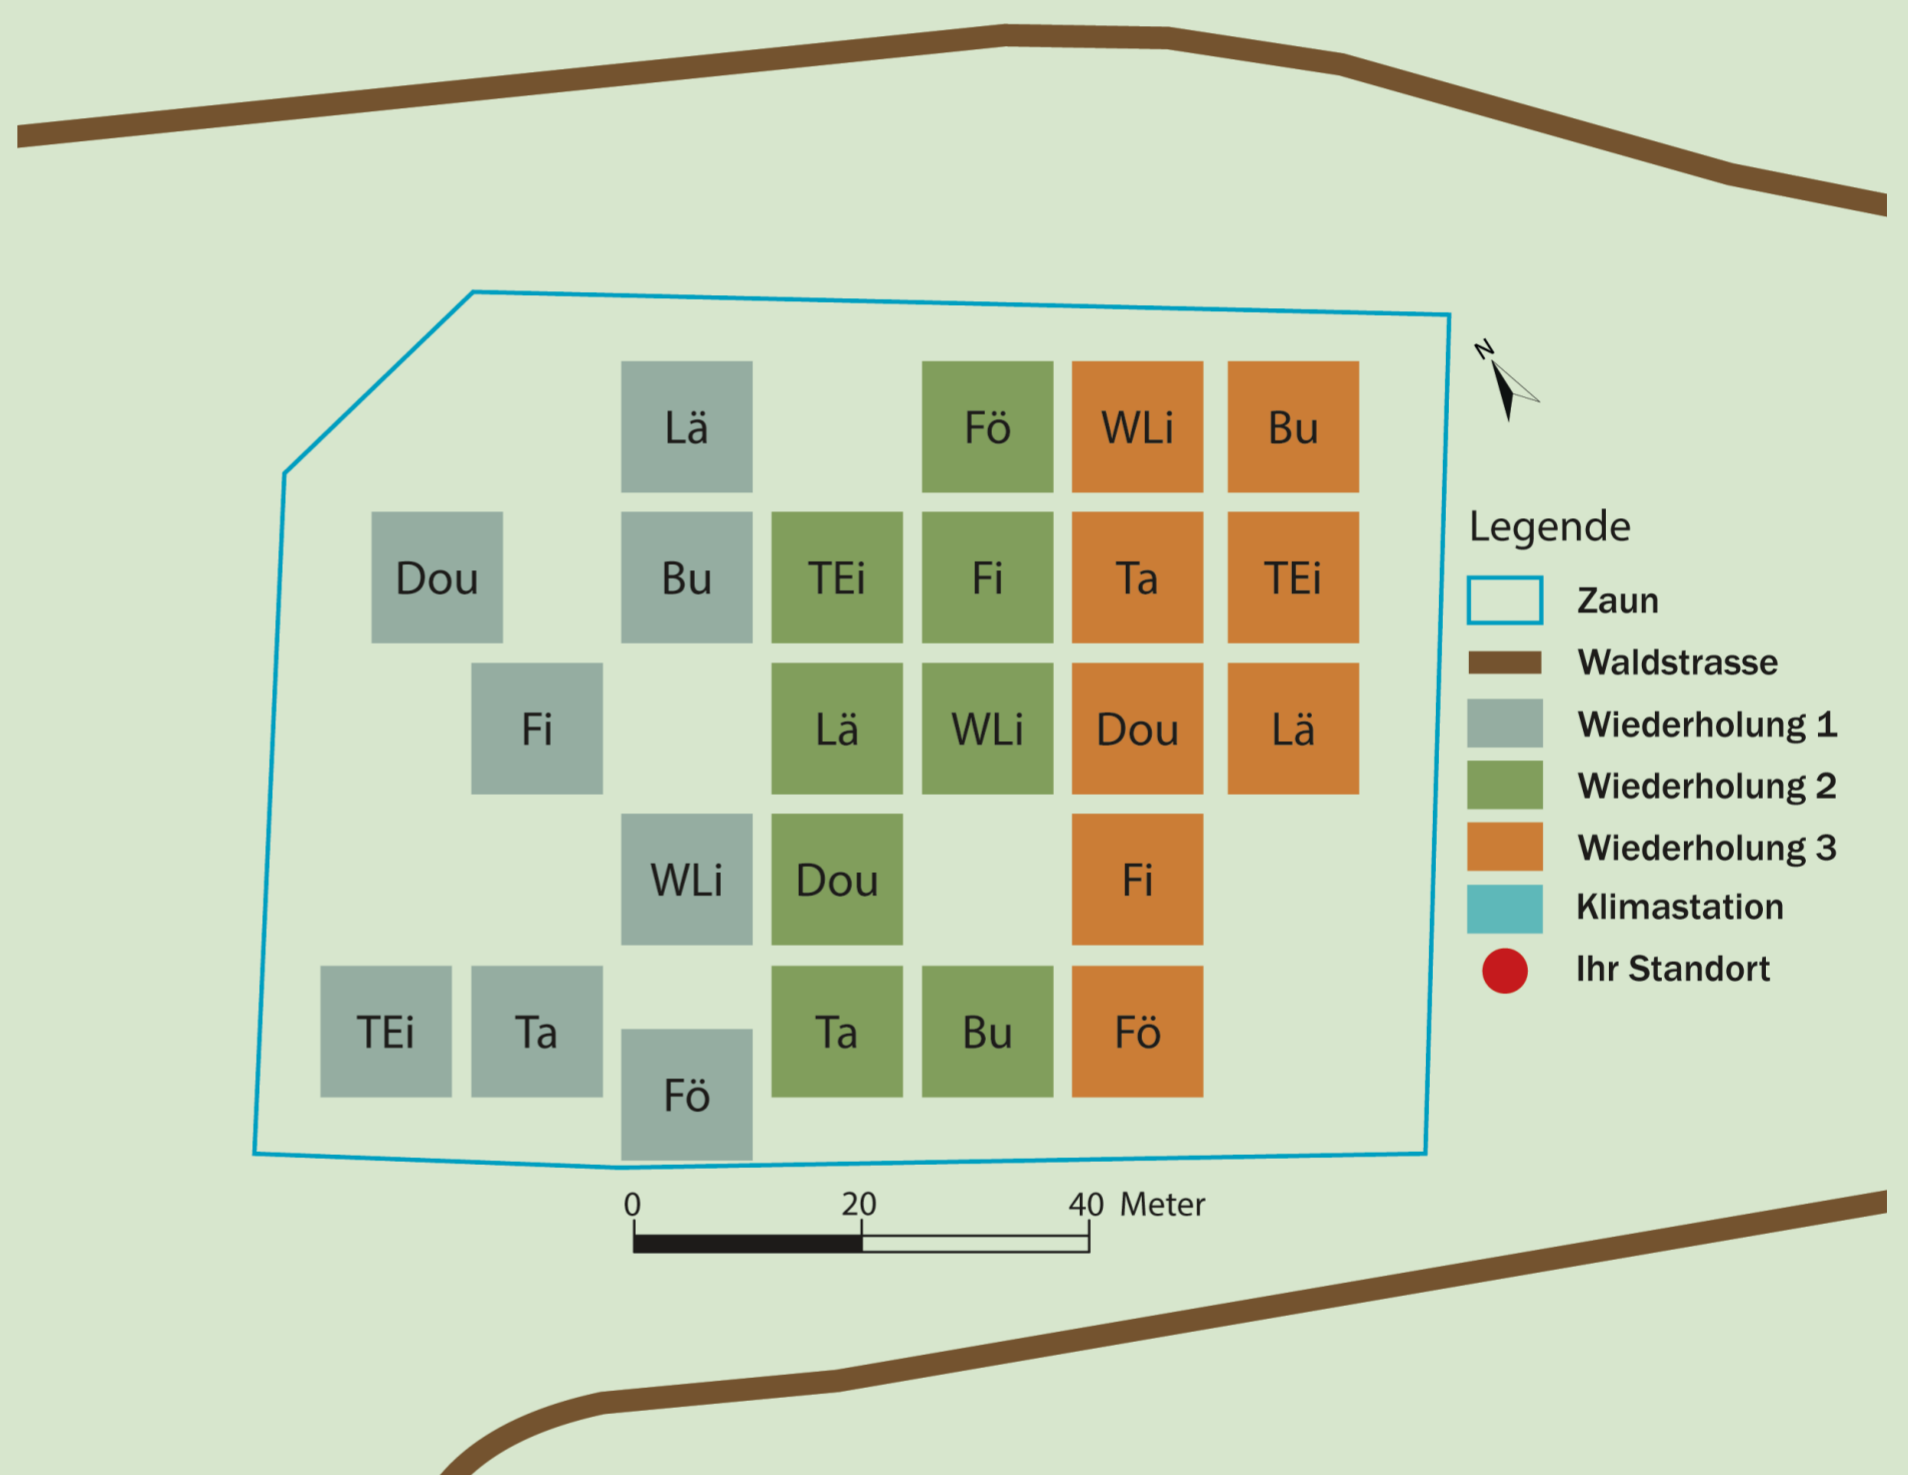 N
Lä
Fö
WLi
Bu
Dou
Bu
TEi
Fi
Ta
TEi
Fi
Lä
WLi
Dou
Lä
WLi
Dou
Fi
TEi
Ta
Fö
Ta
Bu
Fö
Legende
Zaun
Waldstrasse
Wiederholung 1
Wiederholung 2
Wiederholung 3
Klimastation
Ihr Standort
0 20 40 Meter